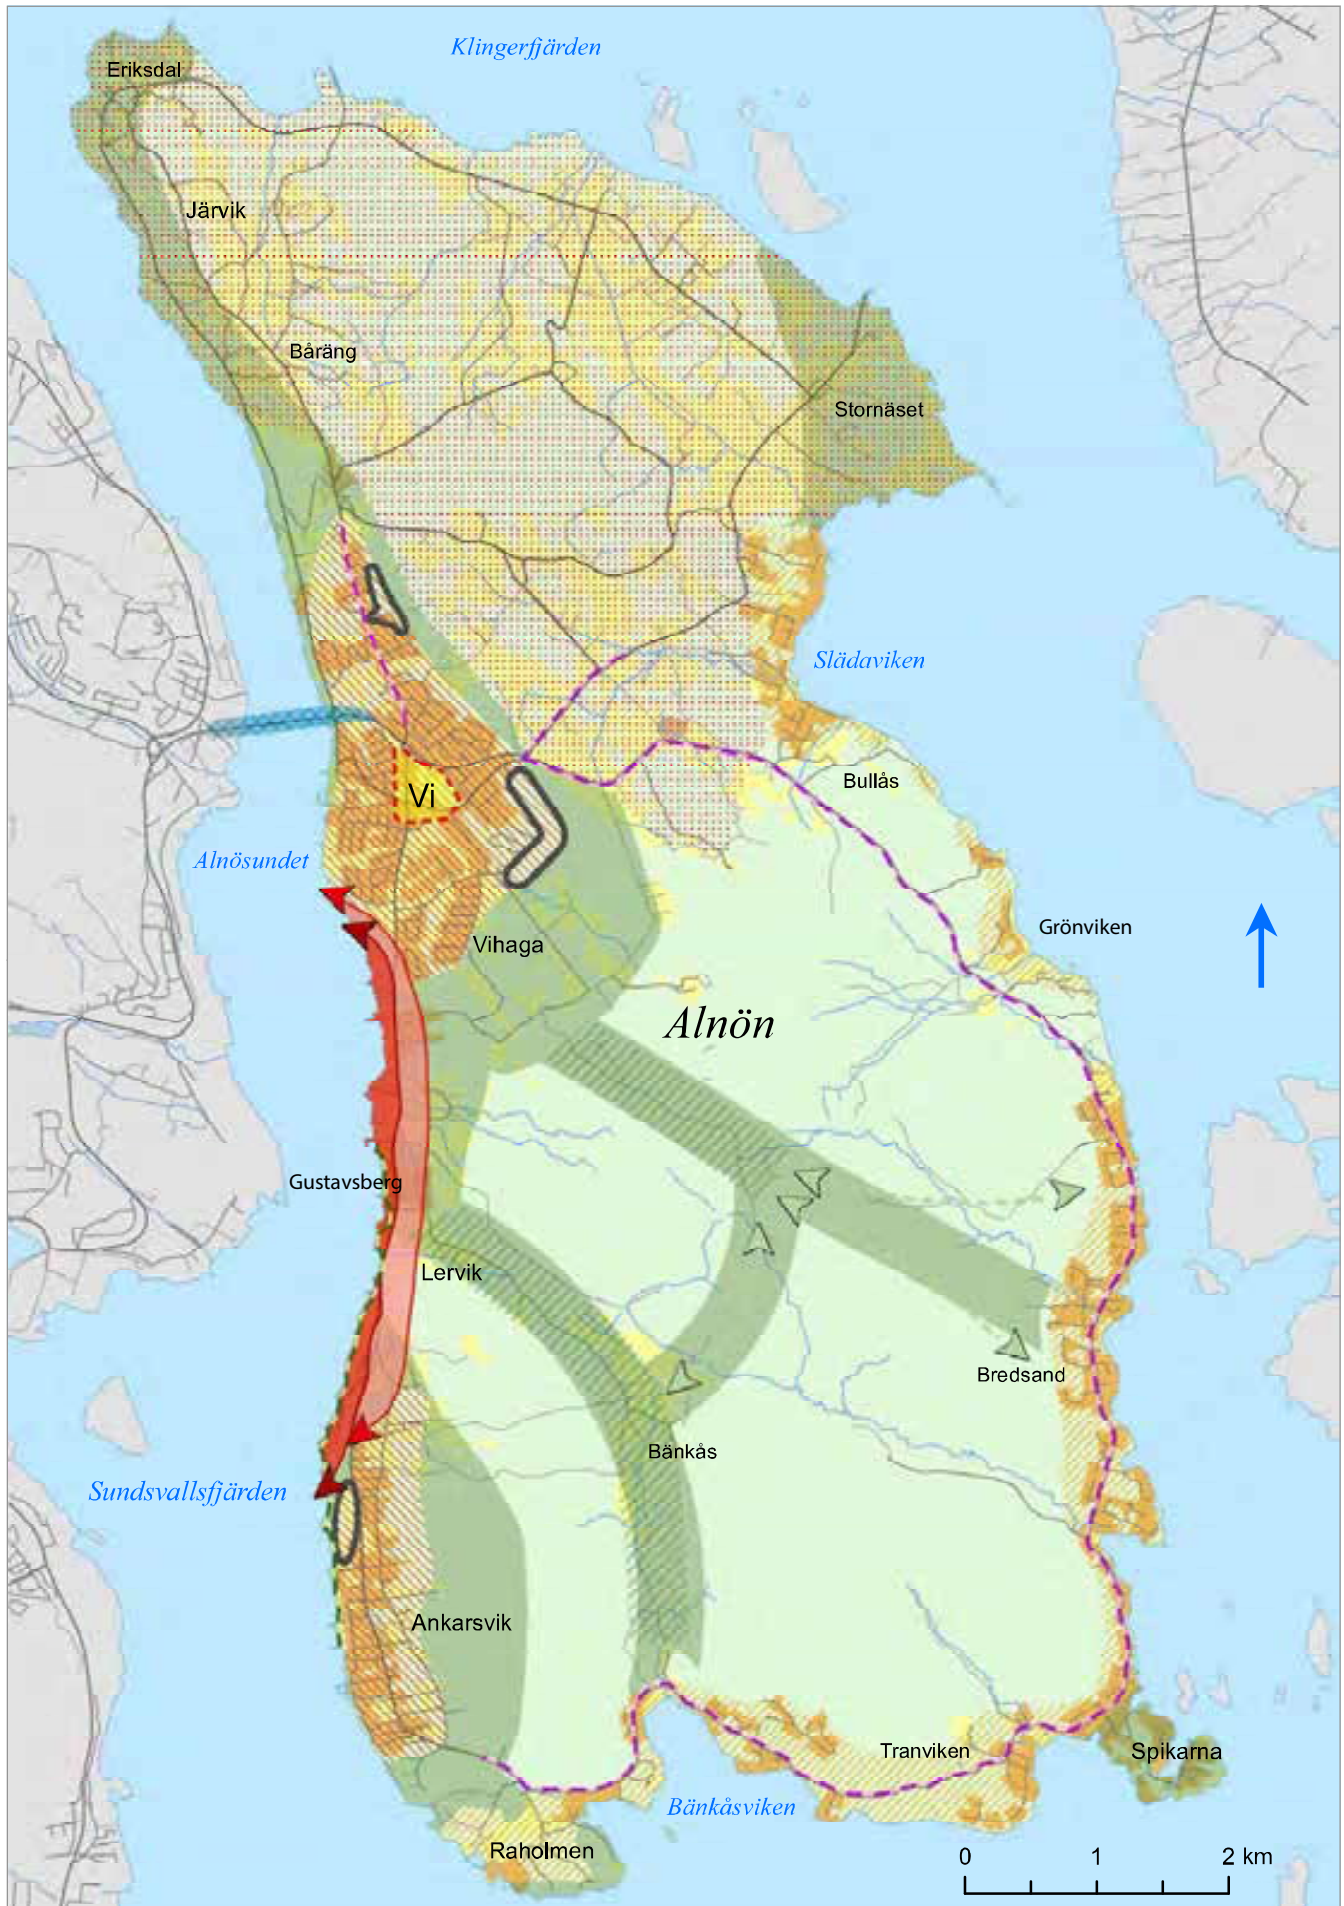 Klingerfjärden
Eriksdal
Järvik
Båräng
Stornäset
Slädaviken
Bullås
Vi
Alnösundet
Grönviken
Vihaga
Alnön
Gustavsberg
Lervik
Bredsand
Bänkås
Sundsvallsfjärden
Ankarsvik
Tranviken
Spikarna
Bänkåsviken
Raholmen
0 1 2 km